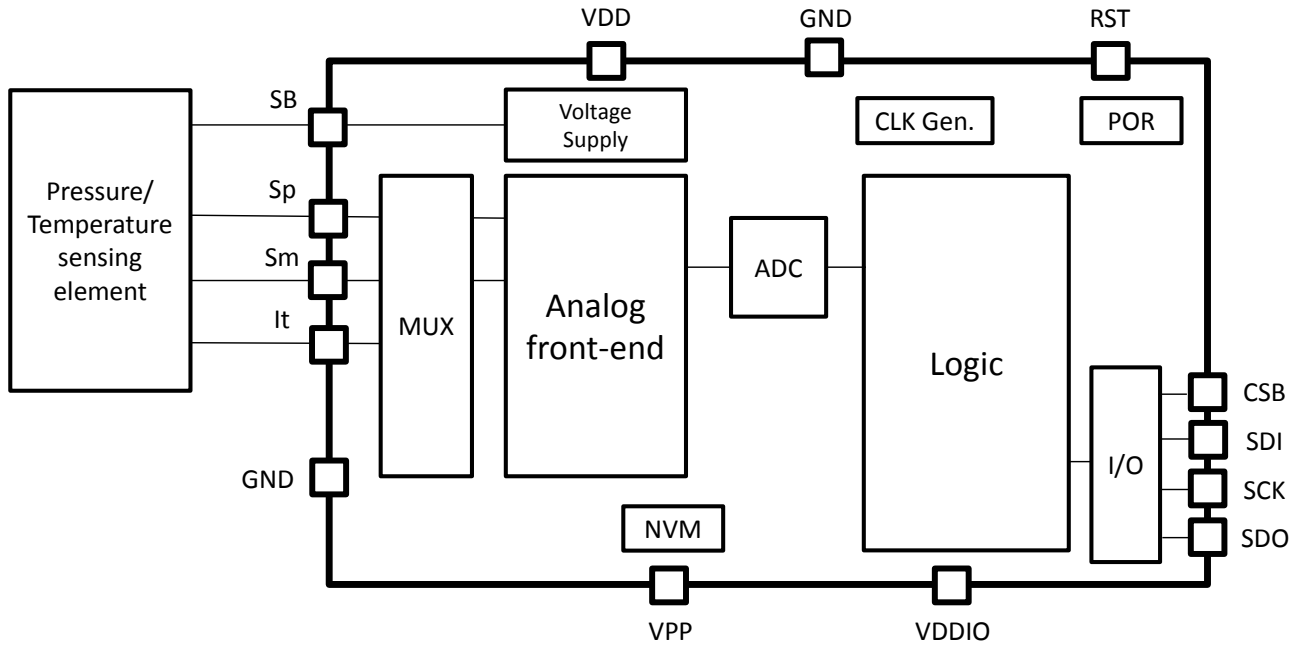 VDD
GND
RST
SB
Voltage
Supply
CLK Gen.
POR
Pressure/
Temperature
sensing
element
Sp
Sm
It
MUX
Analog
front-end
ADC
Logic
I/O
CSB
SDI
SCK
SDO
GND
NVM
VPP
VDDIO